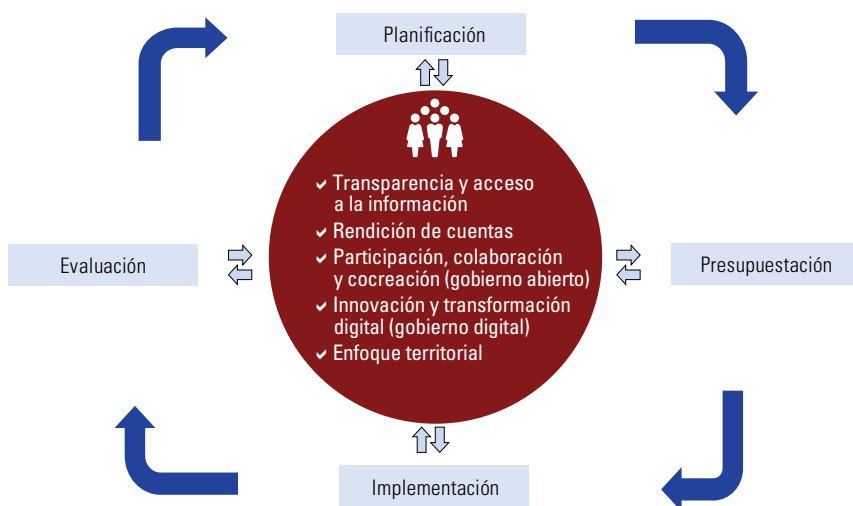 Planificación
Transparencia y acceso
a la información
Rendición de cuentas
Participación, colaboración
y cocreación (gobierno abierto)
Innovación y transformación
digital (gobierno digital)
Enfoque territorial
Evaluación
Presupuestación
Implementación